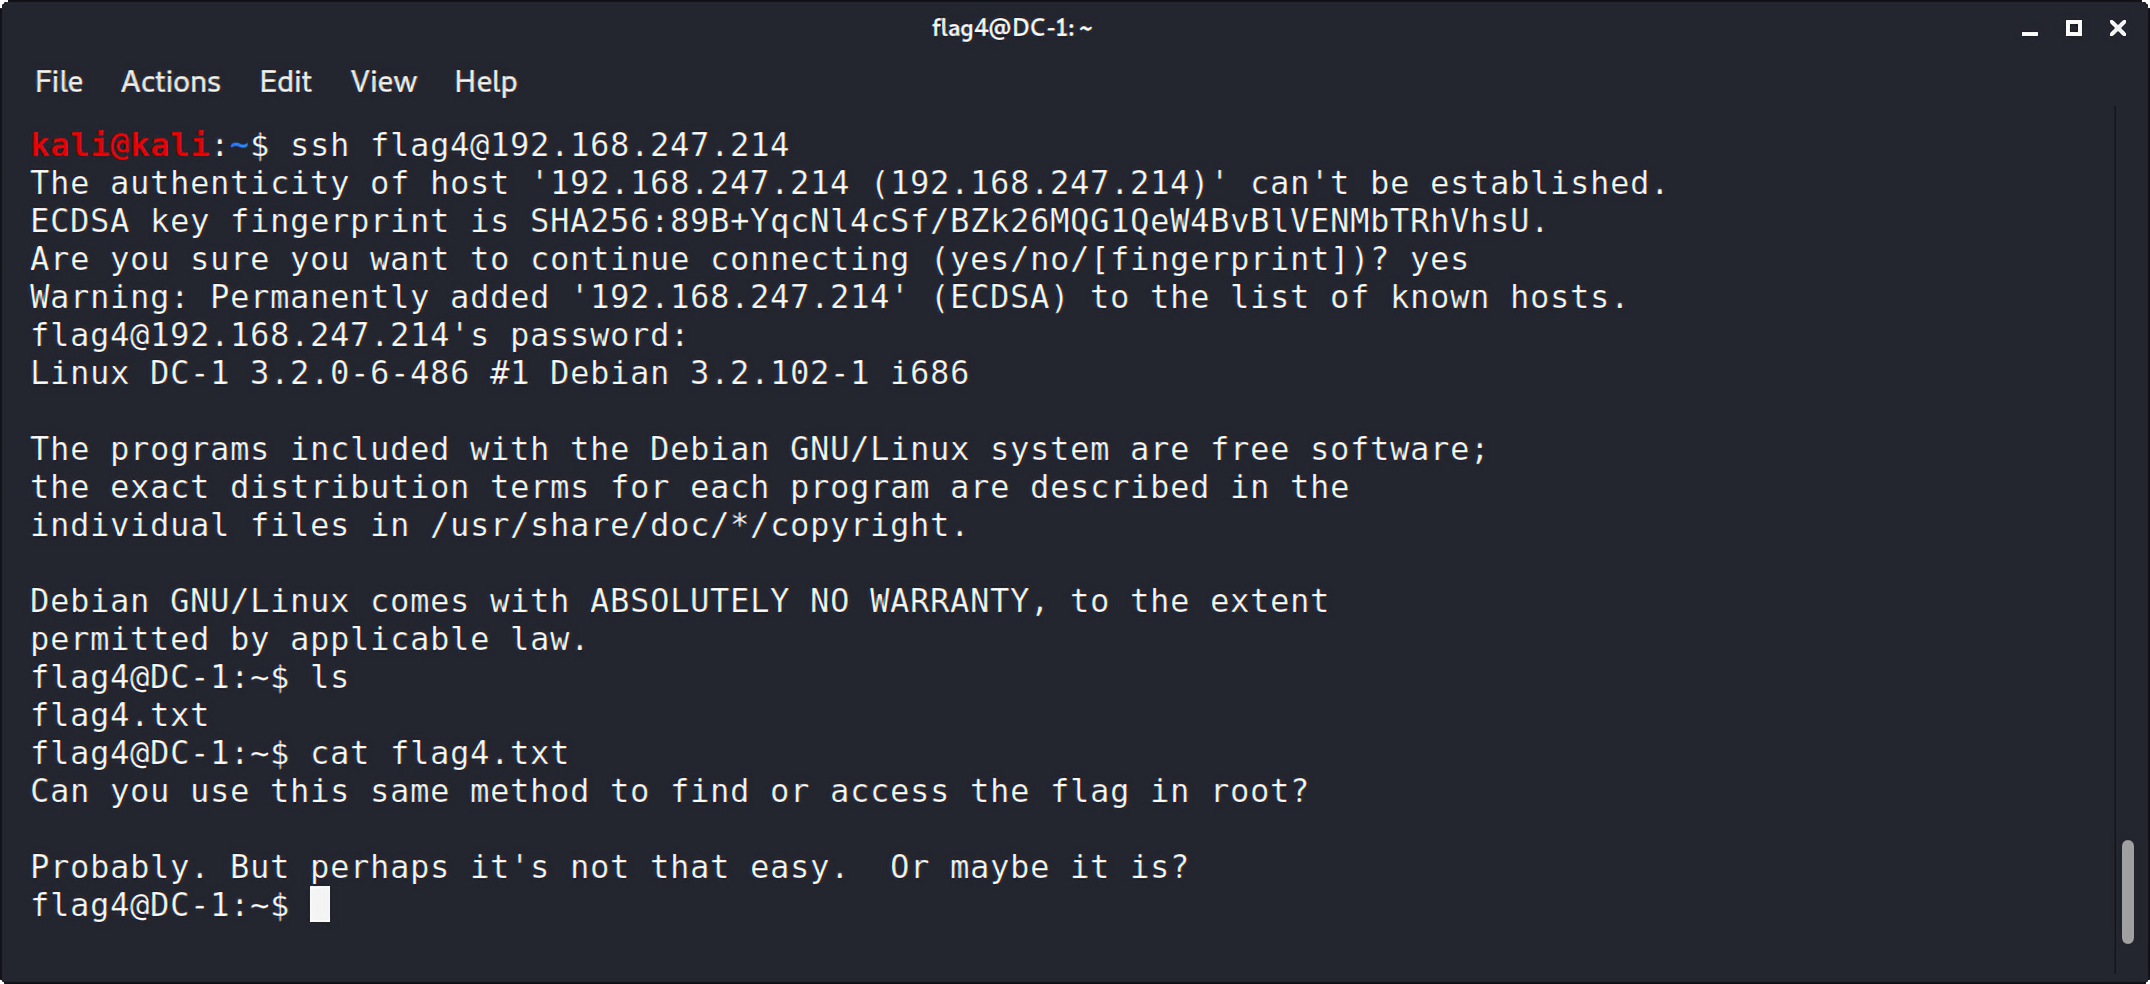 flag4@DC-1: ~
File Actions Edit View Help
kali@kali:~$ ssh flag4@192.168.247.214
The authenticity of host '192.168.247.214 (192.168.247.214)' can't be established.
ECDSA key fingerprint is SHA256:89B+YqcNl4cSf/BZk26MQG1QeW4BvBlVENMbTRhVhsU.
Are you sure you want to continue connecting (yes/no/[fingerprint])? yes
Warning: Permanently added '192.168.247.214' (ECDSA) to the list of known hosts.
flag4@192.168.247.214's password:
Linux DC-1 3.2.0-6-486 #1 Debian 3.2.102-1 i686
The programs included with the Debian GNU/Linux system are free software;
the exact distribution terms for each program are described in the
individual files in /usr/share/doc/*/copyright.
Debian GNU/Linux comes with ABSOLUTELY NO WARRANTY, to the extent
permitted by applicable law.
flag4@DC-1:~$ ls
flag4.txt
flag4@DC-1:~$ cat flag4.txt
Can you use this same method to find or access the flag in root?
Probably. But perhaps it's not that easy.  Or maybe it is?
flag4@DC-1:~$